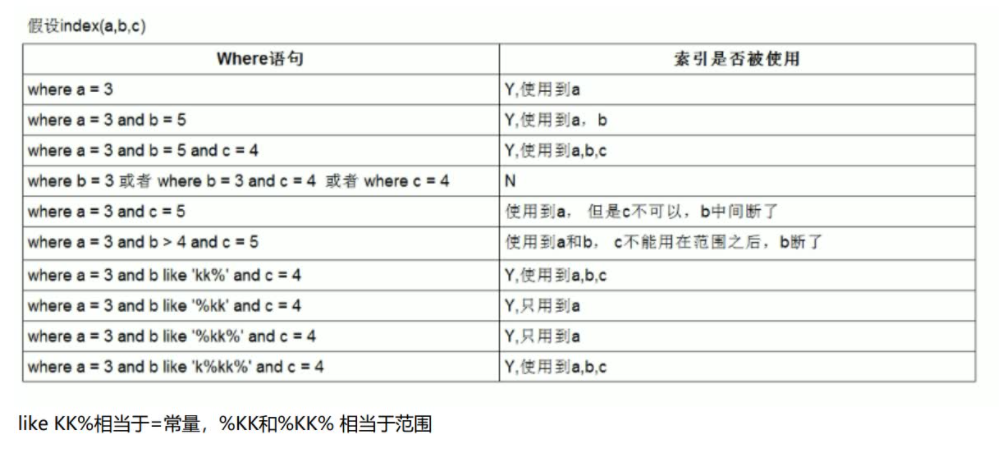 假设index(a,b,c)
Where语句 索引是否被使用
where a = 3 Y,使用到a
where a = 3 and b = 5 Y,使用到a，b
where a = 3 and b = 5 and c = 4 Y,使用到a,b,c
where b = 3 或者 where b = 3 and c = 4 或者 where c = 4 N
where a = 3 and c = 5 使用到a， 但是c不可以，b中间断了
where a = 3 and b > 4 and c = 5 使用到a和b， c不能用在范围之后，b断了
where a = 3 and b like 'kk%' and c = 4 Y,使用到a,b,c
where a = 3 and b like '%kk' and c = 4 Y,只用到a
where a = 3 and b like '%kk%' and c = 4 Y,只用到a
where a = 3 and b like 'k%kk%' and c = 4 Y,使用到a,b,c
like KK%相当于=常量，%KK和%KK% 相当于范围